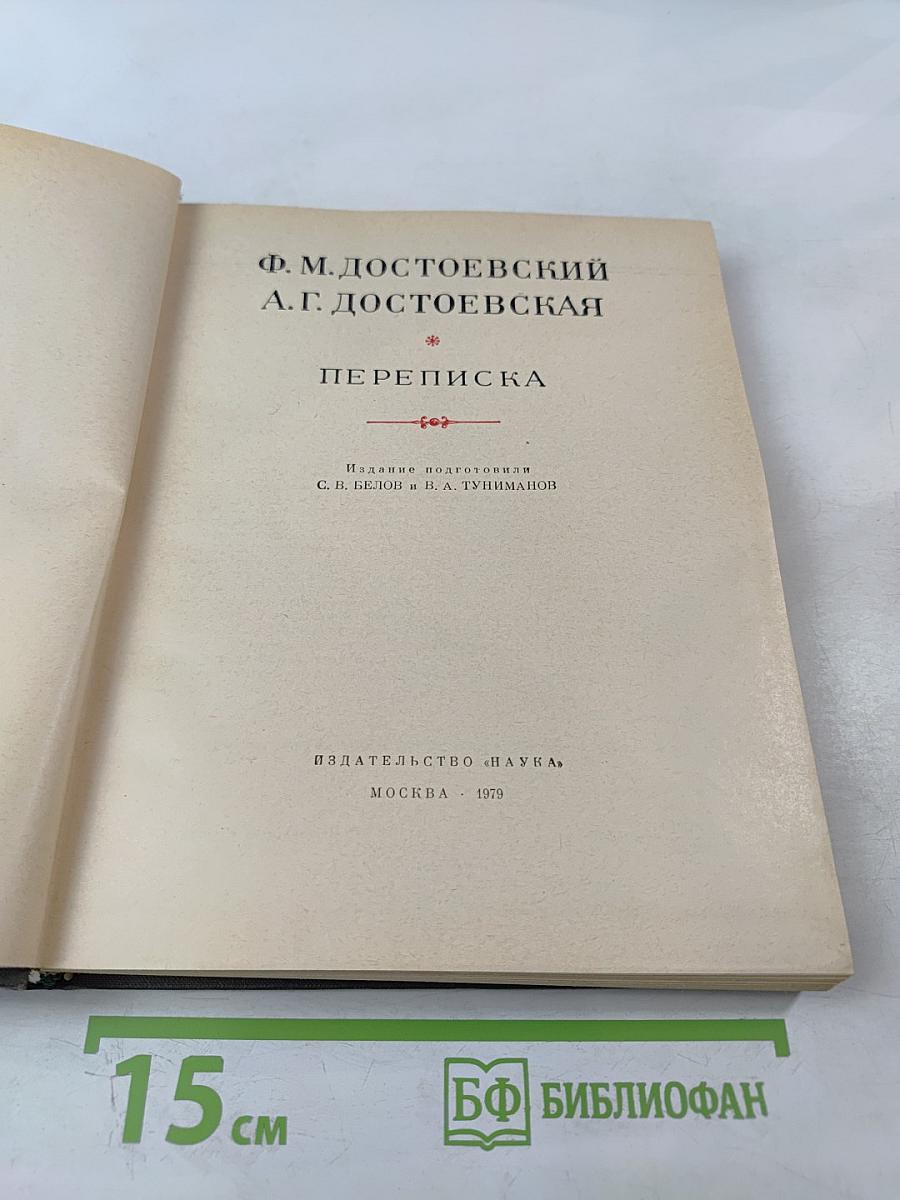 Ф. М. ДОСТОЕВСКИЙ
А. Г. ДОСТОЕВСКАЯ
ПЕРЕПИСКА
Издание подготовили
С. В. БЕЛОВ и В. А. ТУНИМАНОВ
ИЗДАТЕЛЬСТВО «НАУКА»
МОСКВА · 1979
15 см
БФ БИБЛИОФАН